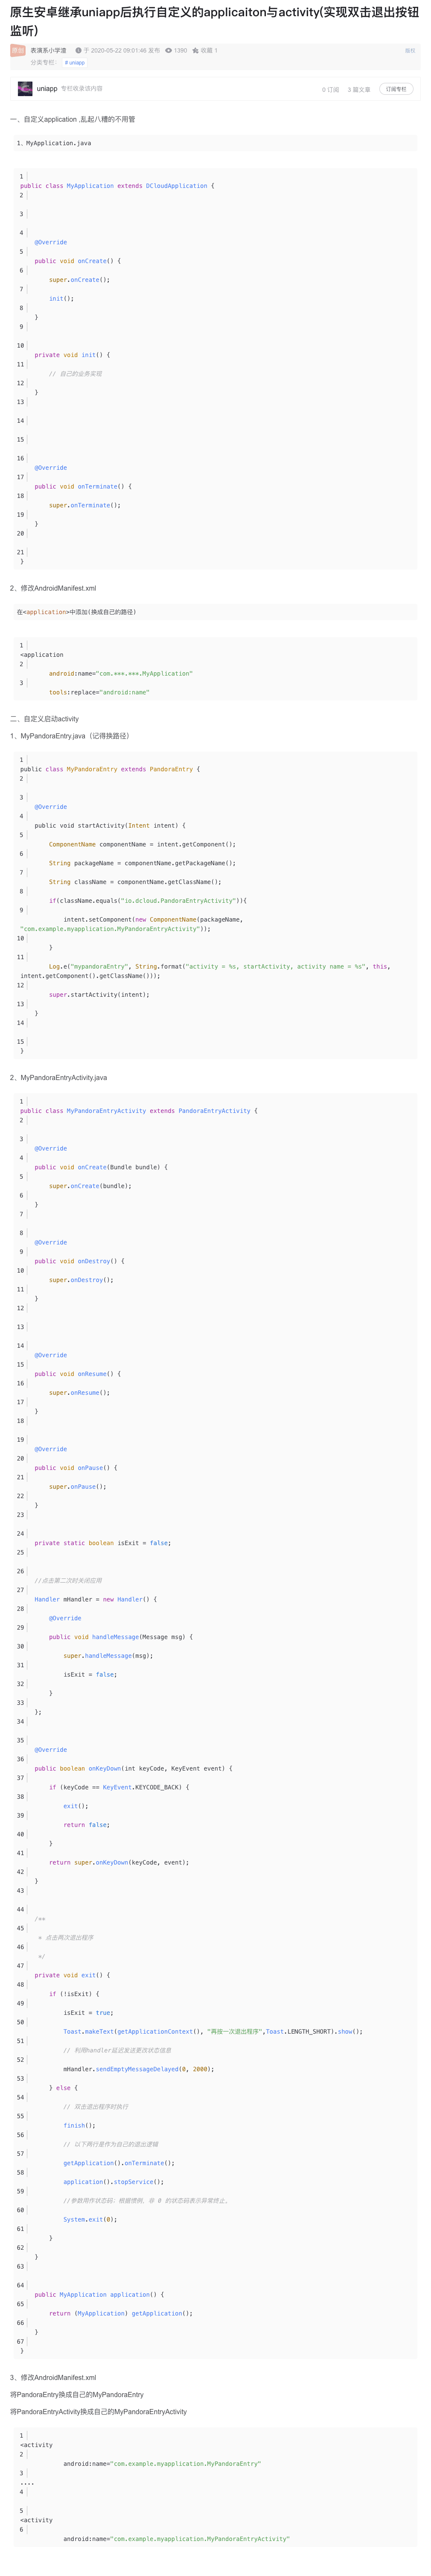 原生安卓继承uniapp后执行自定义的applicaiton与activity(实现双击退出按钮
监听)
原创
表演系小学渣 于 2020-05-22 09:01:46 发布 1390 收藏 1
版权
分类专栏： # uniapp
uniapp 专栏收录该内容
0 订阅 3 篇文章 订阅专栏
一、自定义application ,乱起八糟的不用管
1、MyApplication.java
1
public class MyApplication extends DCloudApplication {
2
3
4
@Override
5
public void onCreate() {
6
super.onCreate();
7
init();
8
}
9
10
private void init() {
11
// 自己的业务实现
12
}
13
14
15
16
@Override
17
public void onTerminate() {
18
super.onTerminate();
19
}
20
21
}
2、修改AndroidManifest.xml
在<application>中添加(换成自己的路径)
1
<application
2
android:name="com.***.***.MyApplication"
3
tools:replace="android:name"
二、自定义启动activity
1、MyPandoraEntry.java（记得换路径）
1
public class MyPandoraEntry extends PandoraEntry {
2
3
@Override
4
public void startActivity(Intent intent) {
5
ComponentName componentName = intent.getComponent();
6
String packageName = componentName.getPackageName();
7
String className = componentName.getClassName();
8
if(className.equals("io.dcloud.PandoraEntryActivity")){
9
intent.setComponent(new ComponentName(packageName,
"com.example.myapplication.MyPandoraEntryActivity"));
10
}
11
Log.e("mypandoraEntry", String.format("activity = %s, startActivity, activity name = %s", this,
intent.getComponent().getClassName()));
12
super.startActivity(intent);
13
}
14
15
}
2、MyPandoraEntryActivity.java
1
public class MyPandoraEntryActivity extends PandoraEntryActivity {
2
3
@Override
4
public void onCreate(Bundle bundle) {
5
super.onCreate(bundle);
6
}
7
8
@Override
9
public void onDestroy() {
10
super.onDestroy();
11
}
12
13
14
@Override
15
public void onResume() {
16
super.onResume();
17
}
18
19
@Override
20
public void onPause() {
21
super.onPause();
22
}
23
24
private static boolean isExit = false;
25
26
//点击第二次时关闭应用
27
Handler mHandler = new Handler() {
28
@Override
29
public void handleMessage(Message msg) {
30
super.handleMessage(msg);
31
isExit = false;
32
}
33
};
34
35
@Override
36
public boolean onKeyDown(int keyCode, KeyEvent event) {
37
if (keyCode == KeyEvent.KEYCODE_BACK) {
38
exit();
39
return false;
40
}
41
return super.onKeyDown(keyCode, event);
42
}
43
44
/**
45
* 点击两次退出程序
46
*/
47
private void exit() {
48
if (!isExit) {
49
isExit = true;
50
Toast.makeText(getApplicationContext(), "再按一次退出程序",Toast.LENGTH_SHORT).show();
51
// 利用handler延迟发送更改状态信息
52
mHandler.sendEmptyMessageDelayed(0, 2000);
53
} else {
54
// 双击退出程序时执行
55
finish();
56
// 以下两行是作为自己的退出逻辑
57
getApplication().onTerminate();
58
application().stopService();
59
//参数用作状态码；根据惯例，非 0 的状态码表示异常终止。
60
System.exit(0);
61
}
62
}
63
64
public MyApplication application() {
65
return (MyApplication) getApplication();
66
}
67
}
3、修改AndroidManifest.xml
将PandoraEntry换成自己的MyPandoraEntry
将PandoraEntryActivity换成自己的MyPandoraEntryActivity
1
<activity
2
android:name="com.example.myapplication.MyPandoraEntry"
3
....
4
5
<activity
6
android:name="com.example.myapplication.MyPandoraEntryActivity"